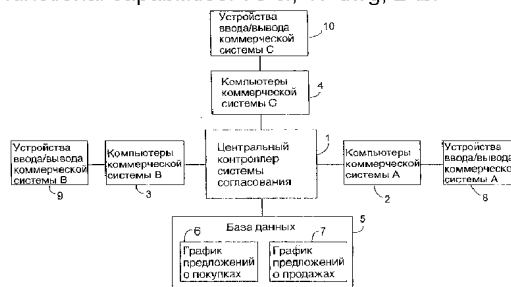 Устройства
ввода/вывода
коммерческой
системы С
10
Компьютеры
коммерческой
системы С
4
Устройства
ввода/вывода
коммерческой
системы В
9
Компьютеры
коммерческой
системы В
3
Центральный
контроллер
системы
согласования
1
Компьютеры
коммерческой
системы А
2
Устройства
ввода/вывода
коммерческой
системы А
8
База данных
5
6
График
предложений
о покупках
7
График
предложений
о продажах